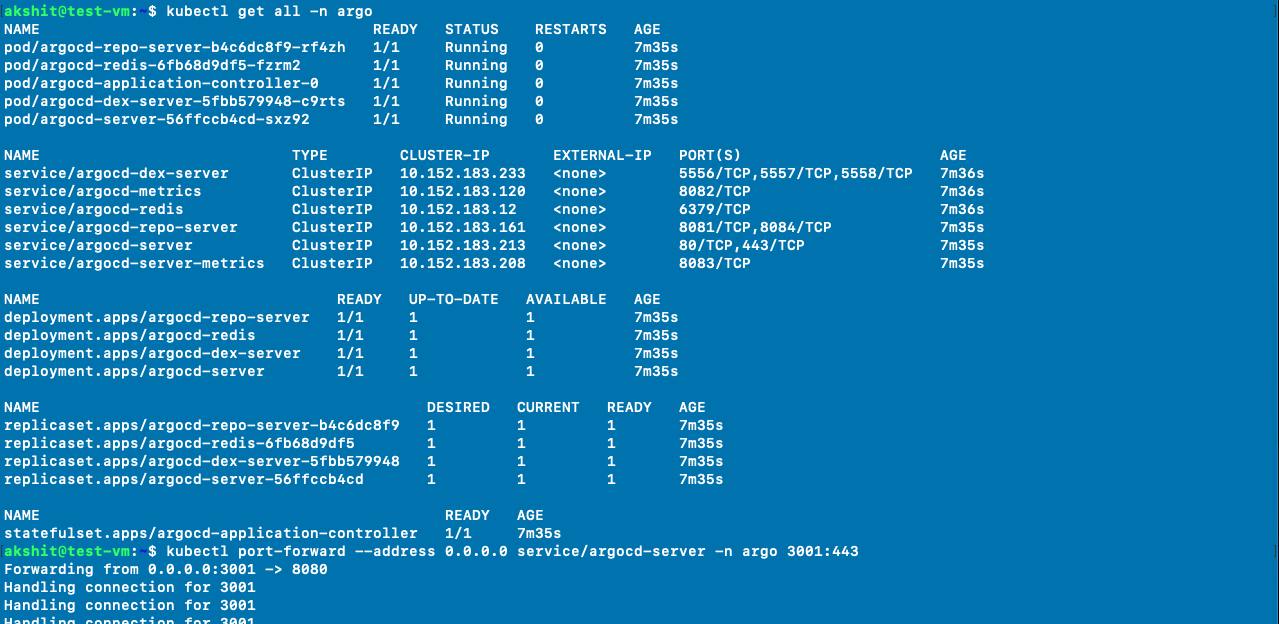 akshit@test-vm:~$ kubectl get all -n argo
NAME READY STATUS RESTARTS AGE
pod/argocd-repo-server-b4c6dc8f9-rf4zh 1/1 Running 0 7m35s
pod/argocd-redis-6fb68d9df5-fzrm2 1/1 Running 0 7m35s
pod/argocd-application-controller-0 1/1 Running 0 7m35s
pod/argocd-dex-server-5fbb579948-c9rts 1/1 Running 0 7m35s
pod/argocd-server-56ffccb4cd-sxz92 1/1 Running 0 7m35s
NAME TYPE CLUSTER-IP EXTERNAL-IP PORT(S) AGE
service/argocd-dex-server ClusterIP 10.152.183.233 <none> 5556/TCP,5557/TCP,5558/TCP 7m36s
service/argocd-metrics ClusterIP 10.152.183.120 <none> 8082/TCP 7m36s
service/argocd-redis ClusterIP 10.152.183.12 <none> 6379/TCP 7m36s
service/argocd-repo-server ClusterIP 10.152.183.161 <none> 8081/TCP,8084/TCP 7m35s
service/argocd-server ClusterIP 10.152.183.213 <none> 80/TCP,443/TCP 7m35s
service/argocd-server-metrics ClusterIP 10.152.183.208 <none> 8083/TCP 7m35s
NAME READY UP-TO-DATE AVAILABLE AGE
deployment.apps/argocd-repo-server 1/1 1 1 7m35s
deployment.apps/argocd-redis 1/1 1 1 7m35s
deployment.apps/argocd-dex-server 1/1 1 1 7m35s
deployment.apps/argocd-server 1/1 1 1 7m35s
NAME DESIRED CURRENT READY AGE
replicaset.apps/argocd-repo-server-b4c6dc8f9 1 1 1 7m35s
replicaset.apps/argocd-redis-6fb68d9df5 1 1 1 7m35s
replicaset.apps/argocd-dex-server-5fbb579948 1 1 1 7m35s
replicaset.apps/argocd-server-56ffccb4cd 1 1 1 7m35s
NAME READY AGE
statefulset.apps/argocd-application-controller 1/1 7m35s
akshit@test-vm:~$ kubectl port-forward --address 0.0.0.0 service/argocd-server -n argo 3001:443
Forwarding from 0.0.0.0:3001 -> 8080
Handling connection for 3001
Handling connection for 3001
Handling connection for 3001